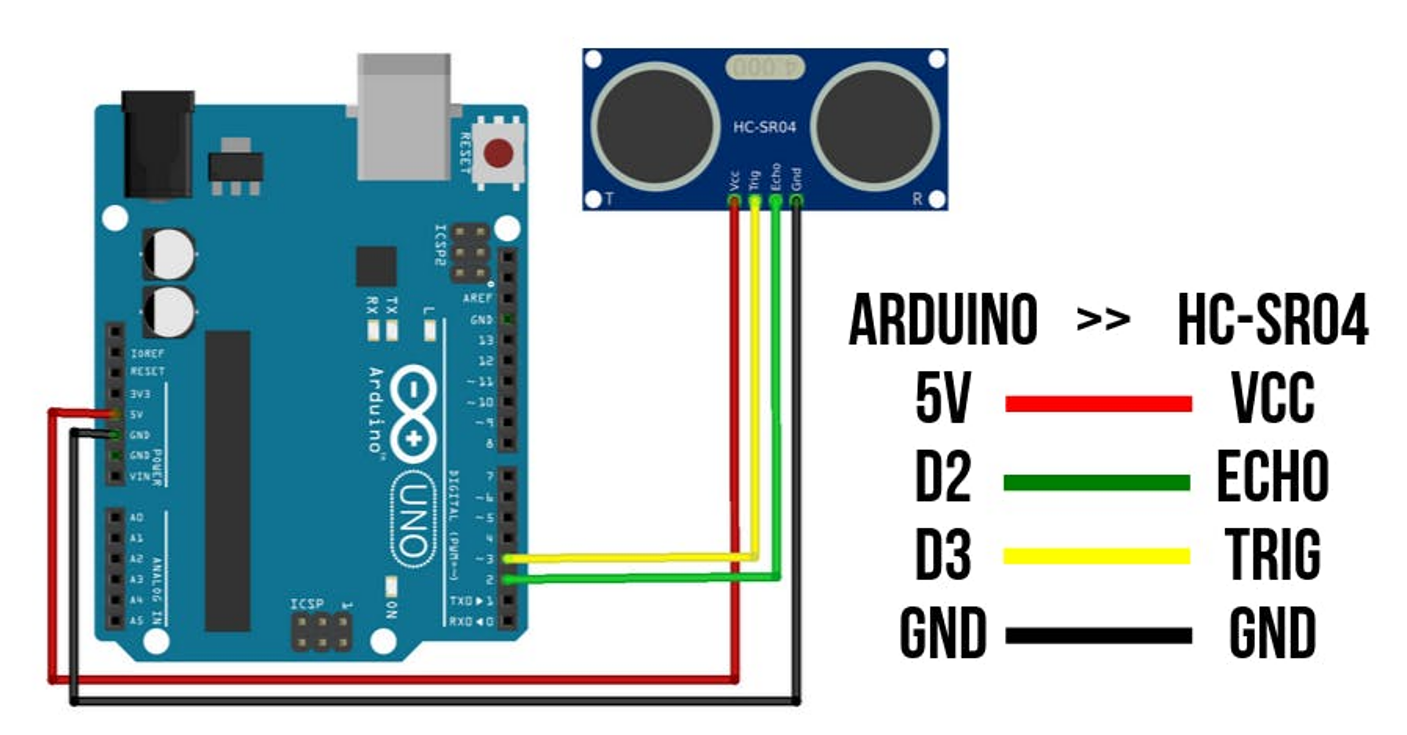 4.000
HC-SR04
Vcc
Trig
Echo
Gnd
T
R
RESET
ICSP2
AREF
GND
13
12
~11
~10
~9
8
L
TX
RX
Arduino™
UNO
IOREF
RESET
3V3
5V
GND
GND
VIN
POWER
7
~6
~5
4
~3
2
TX0▶1
RX0◀0
DIGITAL (PWM=~)
A0
A1
A2
A3
A4
A5
ANALOG IN
ICSP
1
ON
ARDUINO >> HC-SR04
5V VCC
D2 ECHO
D3 TRIG
GND GND